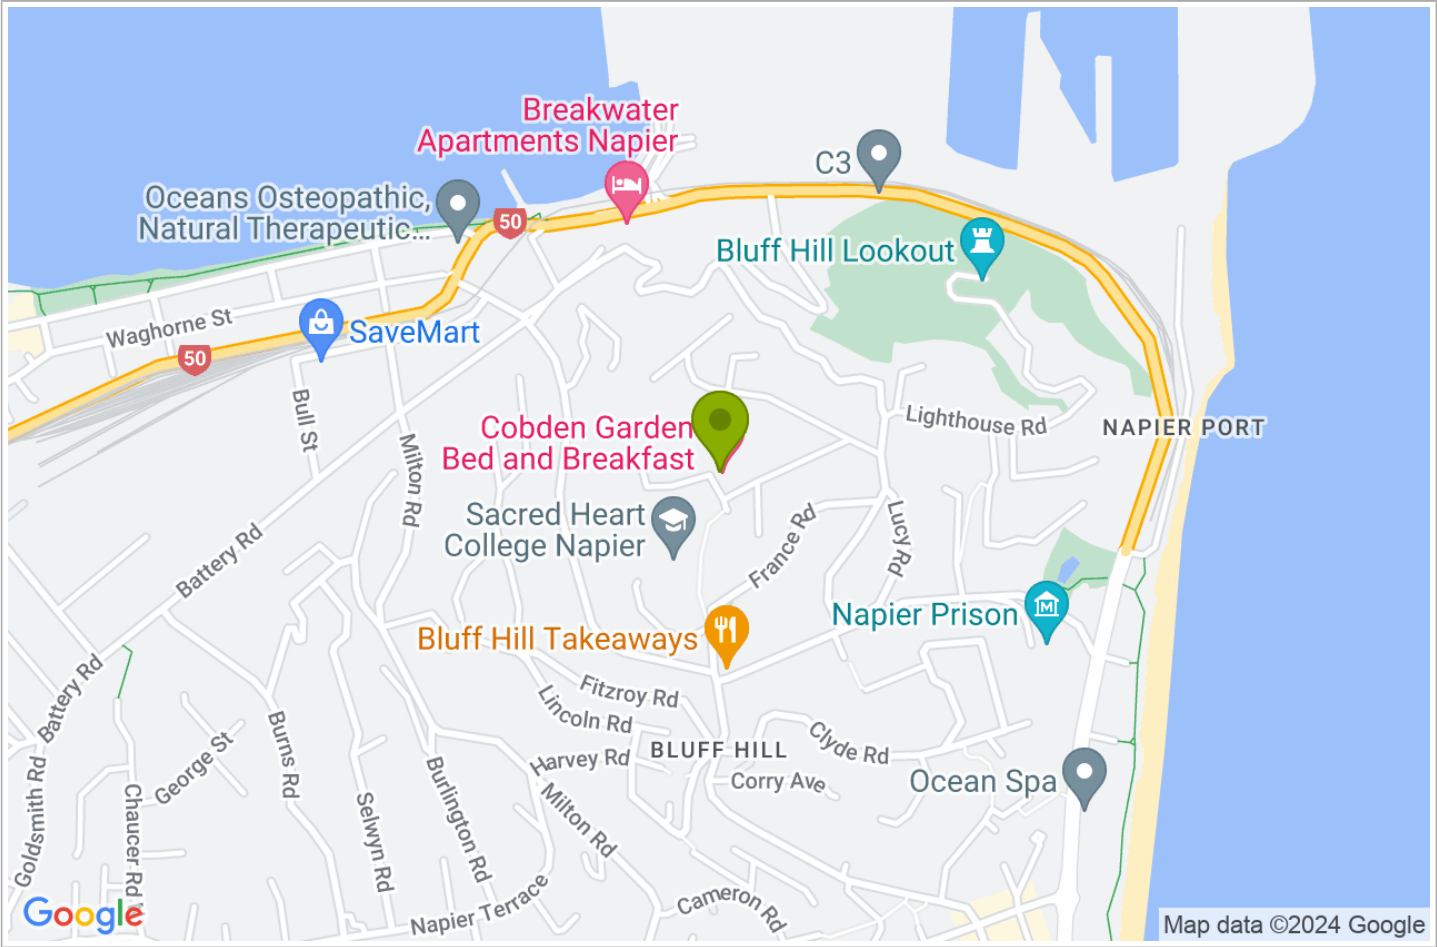 Breakwater
Apartments Napier
C3
Oceans Osteopathic,
Natural Therapeutic...
50
Bluff Hill Lookout
Waghorne St
SaveMart
50
Bull St
Milton Rd
Cobden Garden
Bed and Breakfast
Lighthouse Rd
NAPIER PORT
Sacred Heart
College Napier
Lucy Rd
France Rd
Battery Rd
Napier Prison
Bluff Hill Takeaways
Battery Rd
Fitzroy Rd
Lincoln Rd
Burns Rd
George St
Harvey Rd
BLUFF HILL
Clyde Rd
Corry Ave
Ocean Spa
Goldsmith Rd
Chaucer Rd N
Selwyn Rd
Burlington Rd
Milton Rd
Napier Terrace
Cameron Rd
Google
Map data ©2024 Google